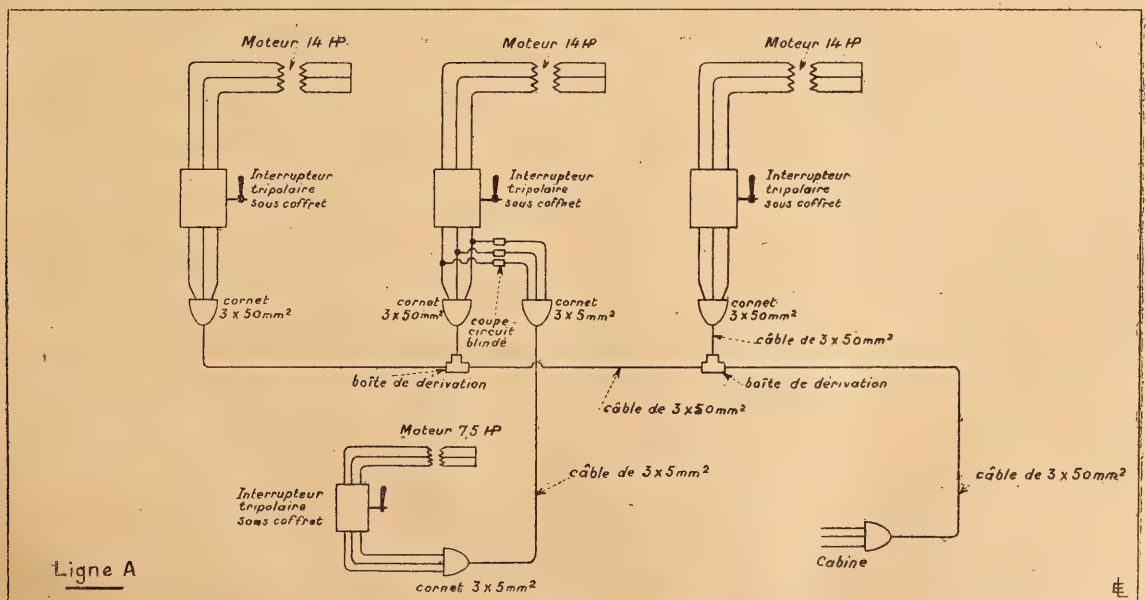 Moteur 14 HP
Moteur 14 HP
Moteur 14 HP
Interrupteur
tripolaire
sous coffret
Interrupteur
tripolaire
sous coffret
Interrupteur
tripolaire
sous coffret
cornet
3 x 50mm²
cornet
3 x 50mm²
coupe-
circuit
blindé
cornet
3 x 5mm²
cornet
3 x 50mm²
câble de 3 x 50mm²
boîte de dérivation
boîte de dérivation
câble de 3 x 50mm²
Moteur 7,5 HP
câble de 3 x 5mm²
câble de 3 x 50mm²
Interrupteur
tripolaire
sous coffret
Cabine
cornet 3 x 5mm²
Ligne A